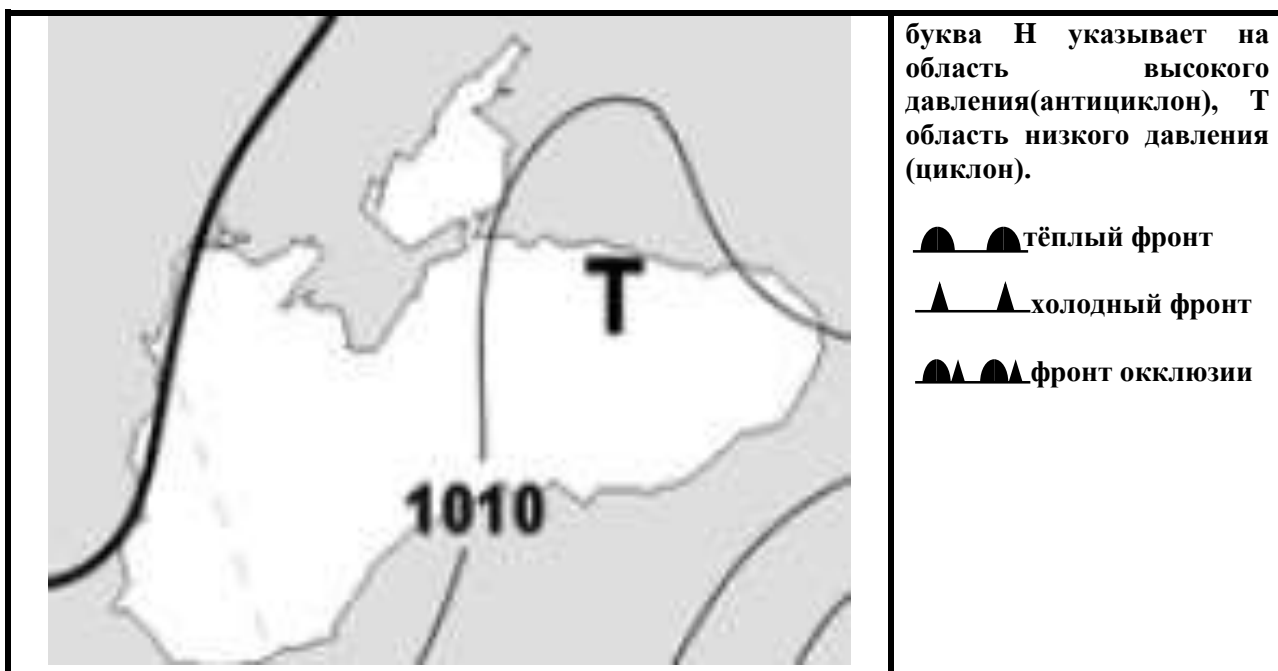 T
1010
буква Н указывает на
область высокого
давления(антициклон), Т
область низкого давления
(циклон).
тёплый фронт
холодный фронт
фронт окклюзии